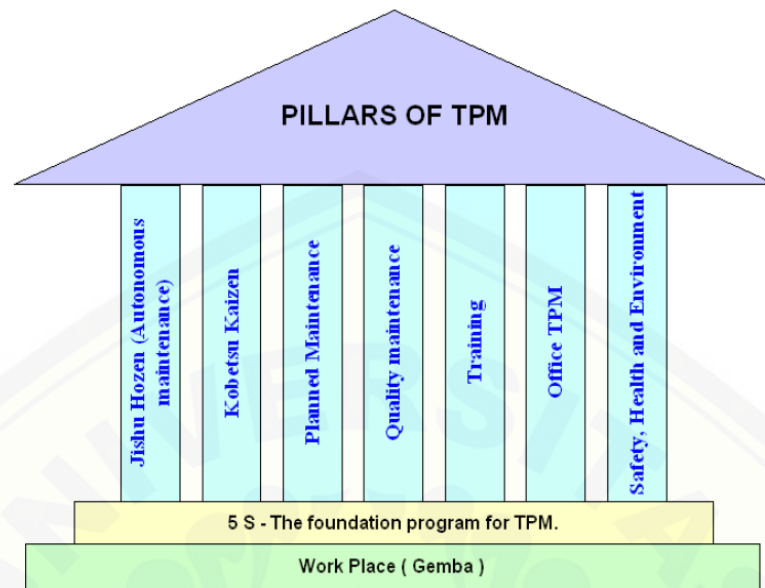 PILLARS OF TPM
Jishu Hozen (Autonomous
maintenance)
Kobetsu Kaizen
Planned Maintenance
Quality maintenance
Training
Office TPM
Safety, Health and Environment
5 S - The foundation program for TPM.
Work Place ( Gemba )
UNIVERSITA